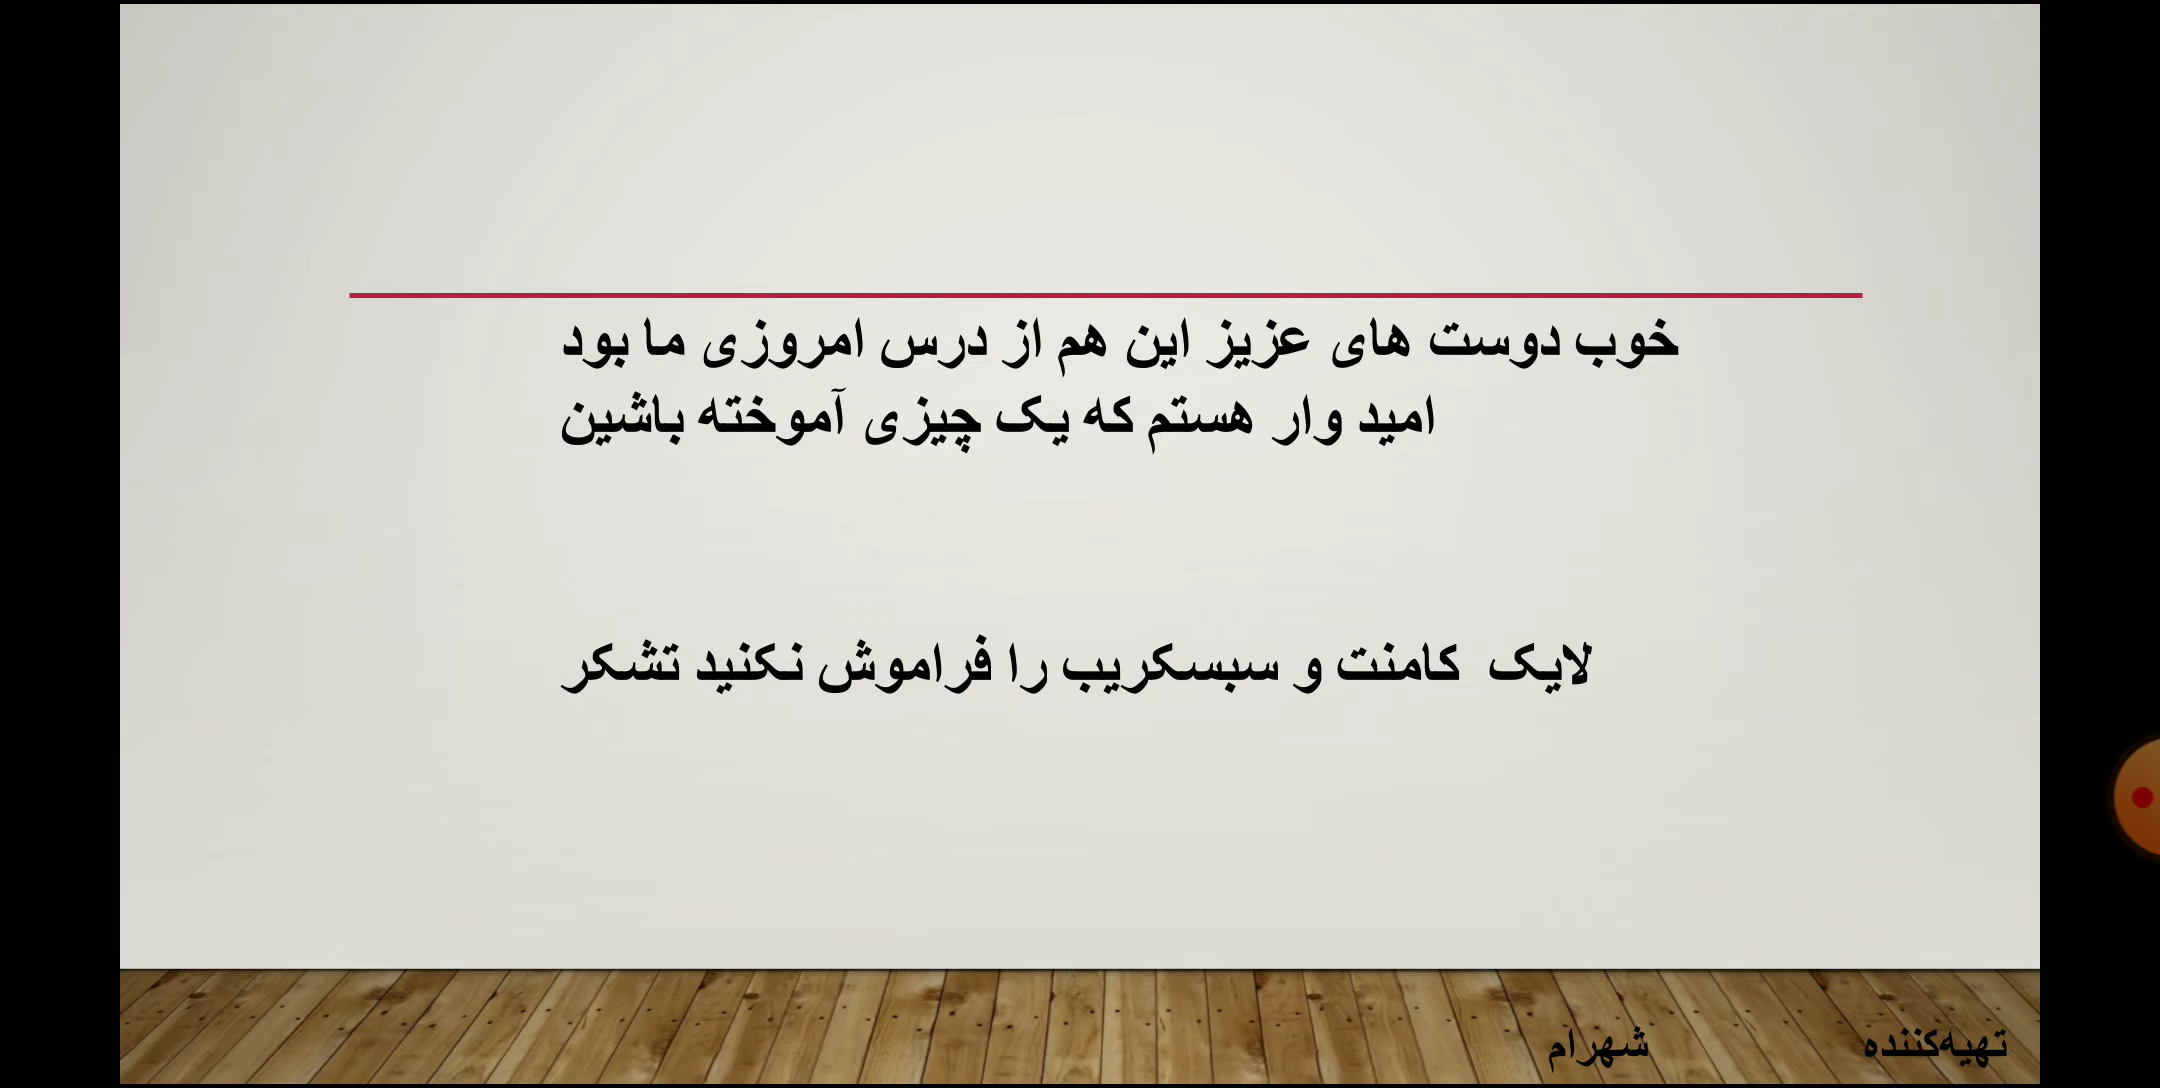 خوب دوست های عزیز این هم از درس امروزی ما بود
امید وار هستم که یک چیزی آموخته باشین
لایک  کامنت و سبسکریب را فراموش نکنید تشکر
تهیه‌کننده شهرام